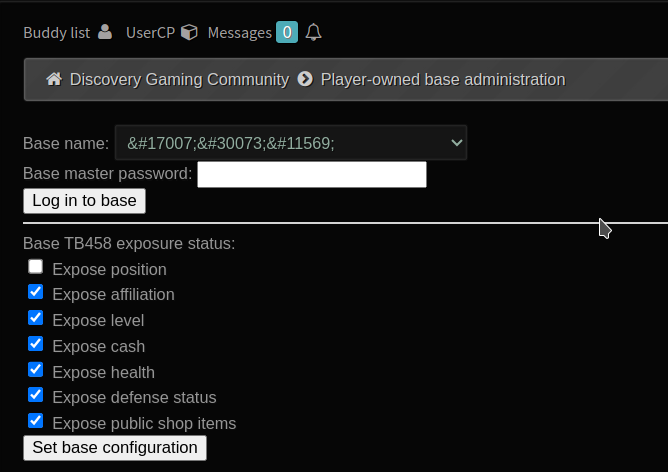 Buddy list UserCP Messages 0
Discovery Gaming Community Player-owned base administration
Base name: &#17007;&#30073;&#11569;
Base master password:
Log in to base
Base TB458 exposure status:
Expose position
Expose affiliation
Expose level
Expose cash
Expose health
Expose defense status
Expose public shop items
Set base configuration